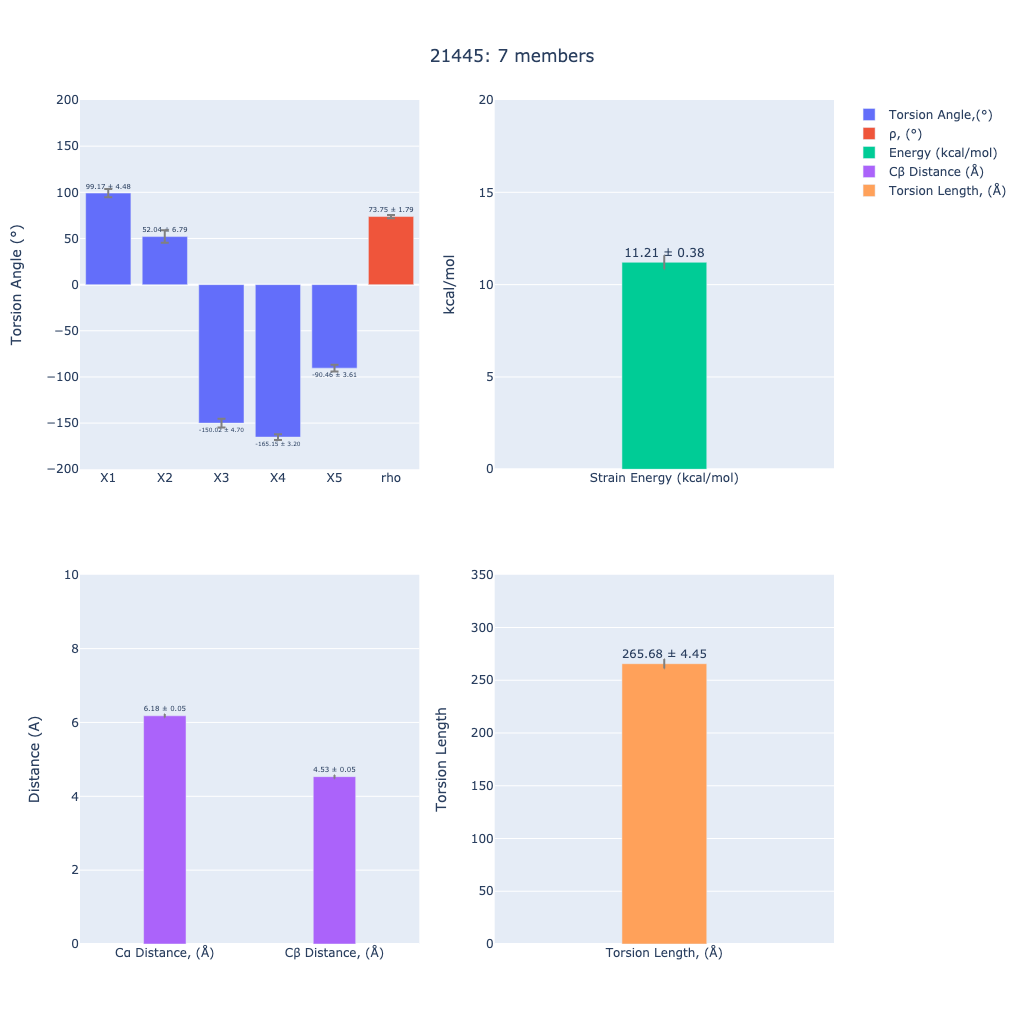 21445: 7 members
Torsion Angle (°)
200
150
100
50
0
−50
−100
−150
−200
99.17 ± 4.48
52.04 ± 6.79
-150.02 ± 4.70
-165.15 ± 3.20
-90.46 ± 3.61
73.75 ± 1.79
X1 X2 X3 X4 X5 rho
kcal/mol
20
15
10
5
0
11.21 ± 0.38
Strain Energy (kcal/mol)
Torsion Angle,(°)
ρ, (°)
Energy (kcal/mol)
Cβ Distance (Å)
Torsion Length, (Å)
Distance (A)
10
8
6
4
2
0
6.18 ± 0.05
4.53 ± 0.05
Cα Distance, (Å) Cβ Distance, (Å)
Torsion Length
350
300
250
200
150
100
50
0
265.68 ± 4.45
Torsion Length, (Å)